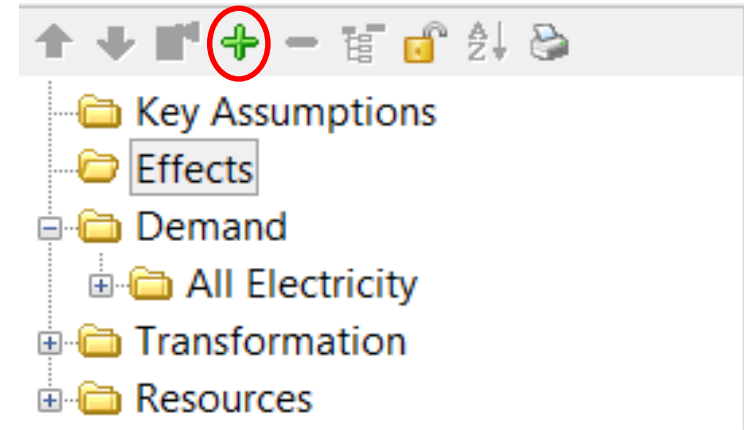 Key Assumptions
Effects
Demand
All Electricity
Transformation
Resources